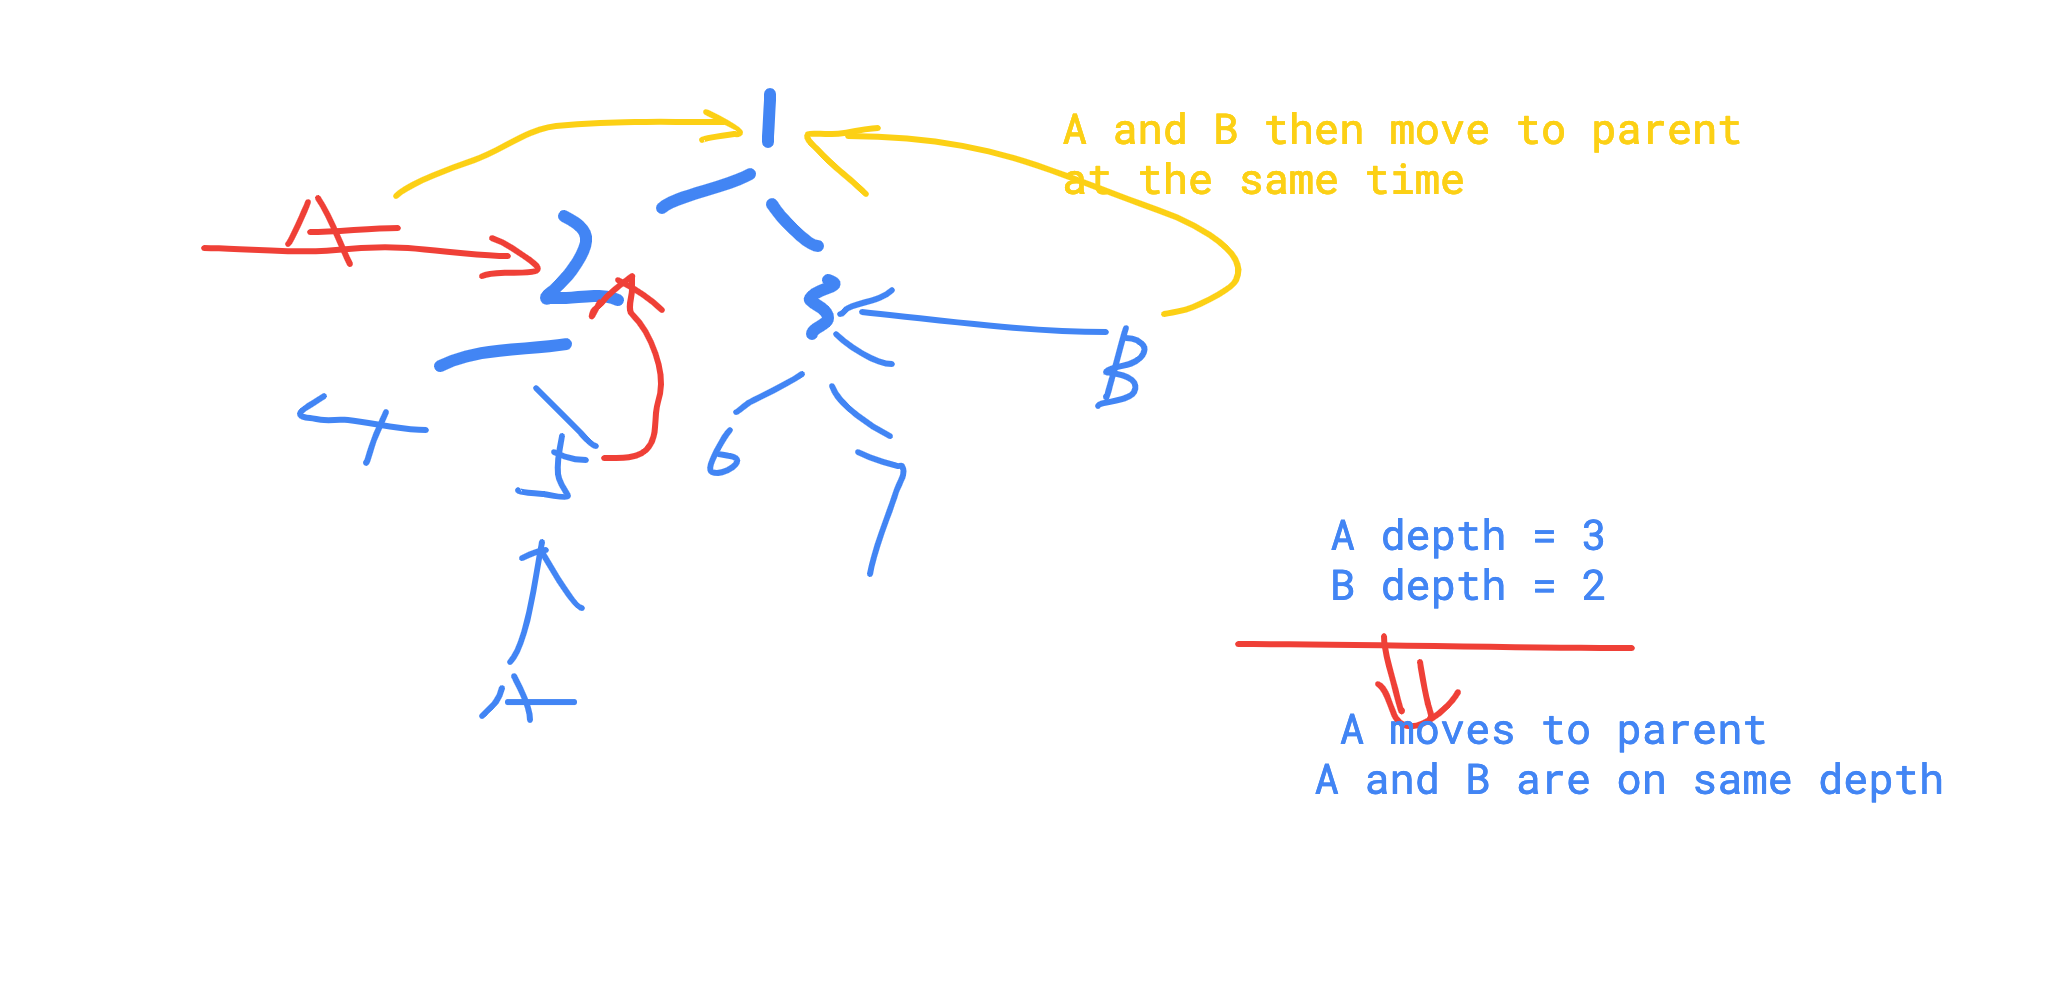 1
A and B then move to parent
at the same time
A
2
3
B
4
5
6
7
A depth = 3
B depth = 2
A
A moves to parent
A and B are on same depth